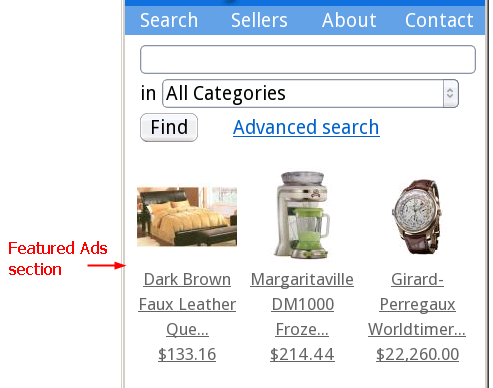 Search Sellers About Contact
in All Categories
Find Advanced search
Featured Ads
section
Dark Brown
Faux Leather
Que...
$133.16
Margaritaville
DM1000
Froze...
$214.44
Girard-
Perregaux
Worldtimer...
$22,260.00